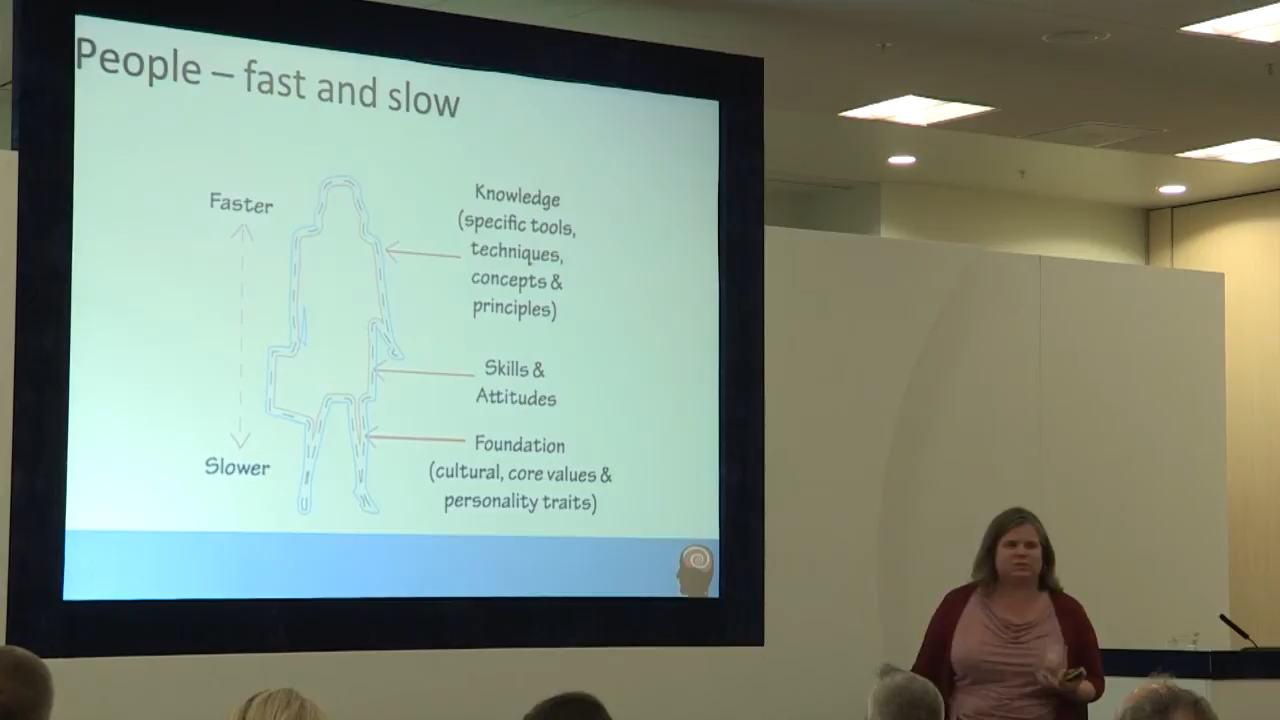 People – fast and slow
Faster
Knowledge
(specific tools,
techniques,
concepts &
principles)
Skills &
Attitudes
Slower
Foundation
(cultural, core values &
personality traits)